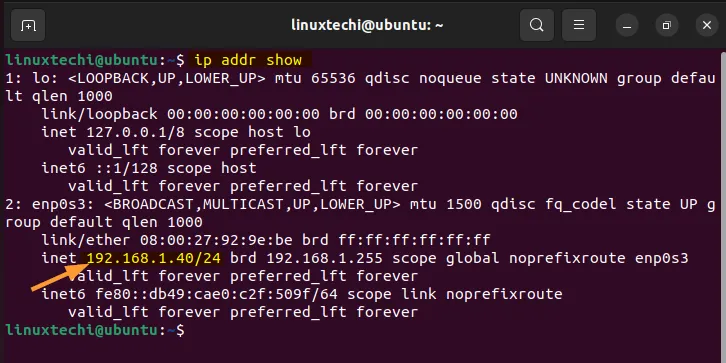 linuxtechi@ubuntu: ~
linuxtechi@ubuntu:~$ ip addr show
1: lo: <LOOPBACK,UP,LOWER_UP> mtu 65536 qdisc noqueue state UNKNOWN group defau
lt qlen 1000
    link/loopback 00:00:00:00:00:00 brd 00:00:00:00:00:00
    inet 127.0.0.1/8 scope host lo
       valid_lft forever preferred_lft forever
    inet6 ::1/128 scope host
       valid_lft forever preferred_lft forever
2: enp0s3: <BROADCAST,MULTICAST,UP,LOWER_UP> mtu 1500 qdisc fq_codel state UP g
roup default qlen 1000
    link/ether 08:00:27:92:9e:be brd ff:ff:ff:ff:ff:ff
    inet 192.168.1.40/24 brd 192.168.1.255 scope global noprefixroute enp0s3
       valid_lft forever preferred_lft forever
    inet6 fe80::db49:cae0:c2f:509f/64 scope link noprefixroute
       valid_lft forever preferred_lft forever
linuxtechi@ubuntu:~$